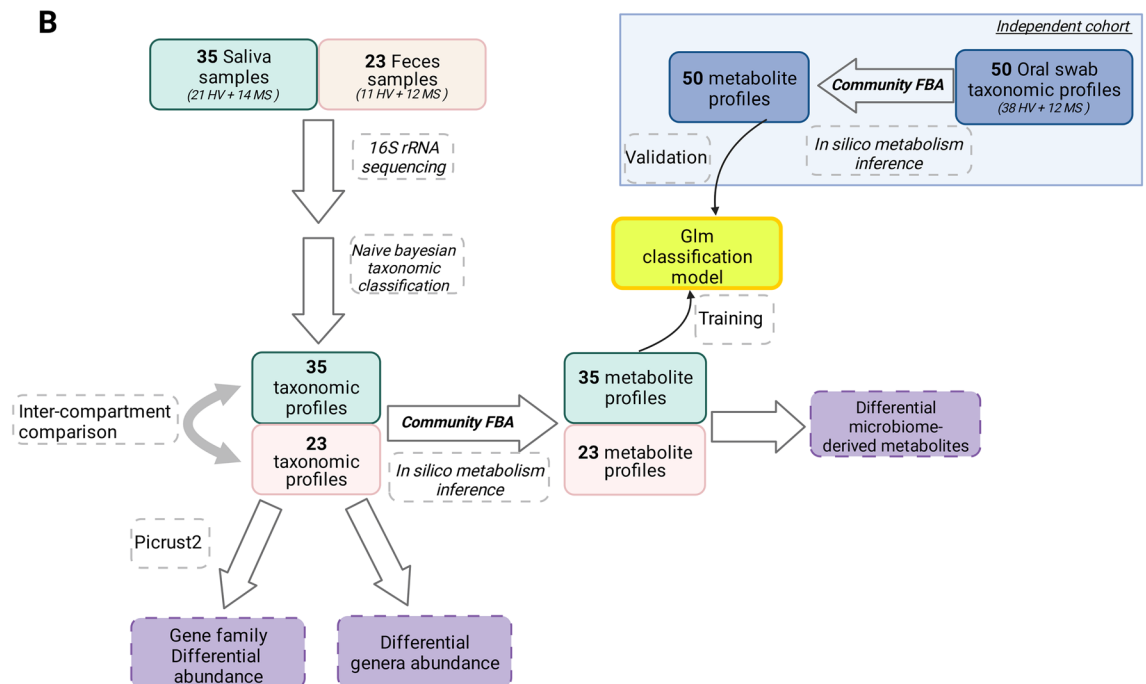 B
35 Saliva
samples
(21 HV + 14 MS )
23 Feces
samples
(11 HV + 12 MS )
16S rRNA
sequencing
Naive bayesian
taxonomic
classification
Independent cohort
50 metabolite
profiles
Community FBA
50 Oral swab
taxonomic profiles
(38 HV + 12 MS )
Validation
In silico metabolism
inference
Glm
classification
model
Training
Inter-compartment
comparison
35
taxonomic
profiles
23
taxonomic
profiles
Community FBA
In silico metabolism
inference
35 metabolite
profiles
23 metabolite
profiles
Differential
microbiome-
derived metabolites
Picrust2
Gene family
Differential
abundance
Differential
genera abundance